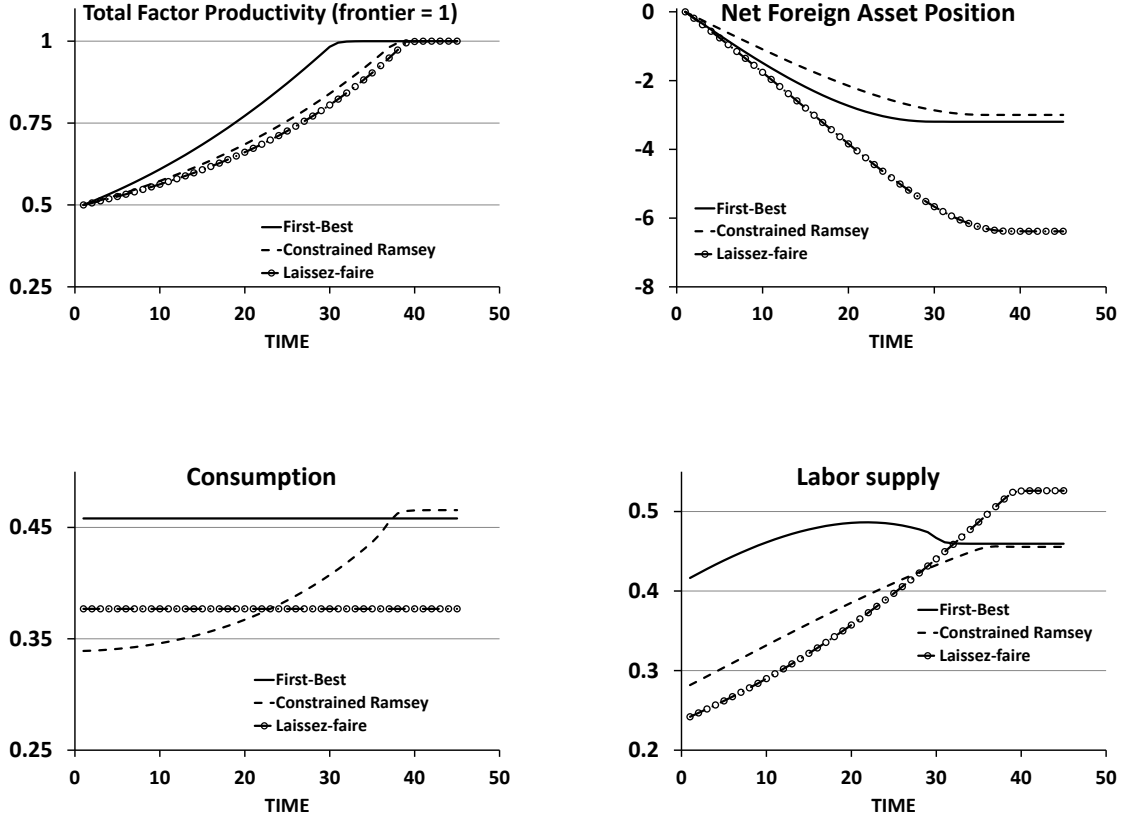 Total Factor Productivity (frontier = 1)
1
0.75
0.5
0.25
First-Best
Constrained Ramsey
Laissez-faire
0 10 20 30 40 50
TIME
Net Foreign Asset Position
0
-2
-4
-6
-8
First-Best
Constrained Ramsey
Laissez-faire
0 10 20 30 40 50
TIME
Consumption
0.45
0.35
0.25
First-Best
Constrained Ramsey
Laissez-faire
0 10 20 30 40 50
TIME
Labor supply
0.5
0.4
0.3
0.2
First-Best
Constrained Ramsey
Laissez-faire
0 10 20 30 40 50
TIME